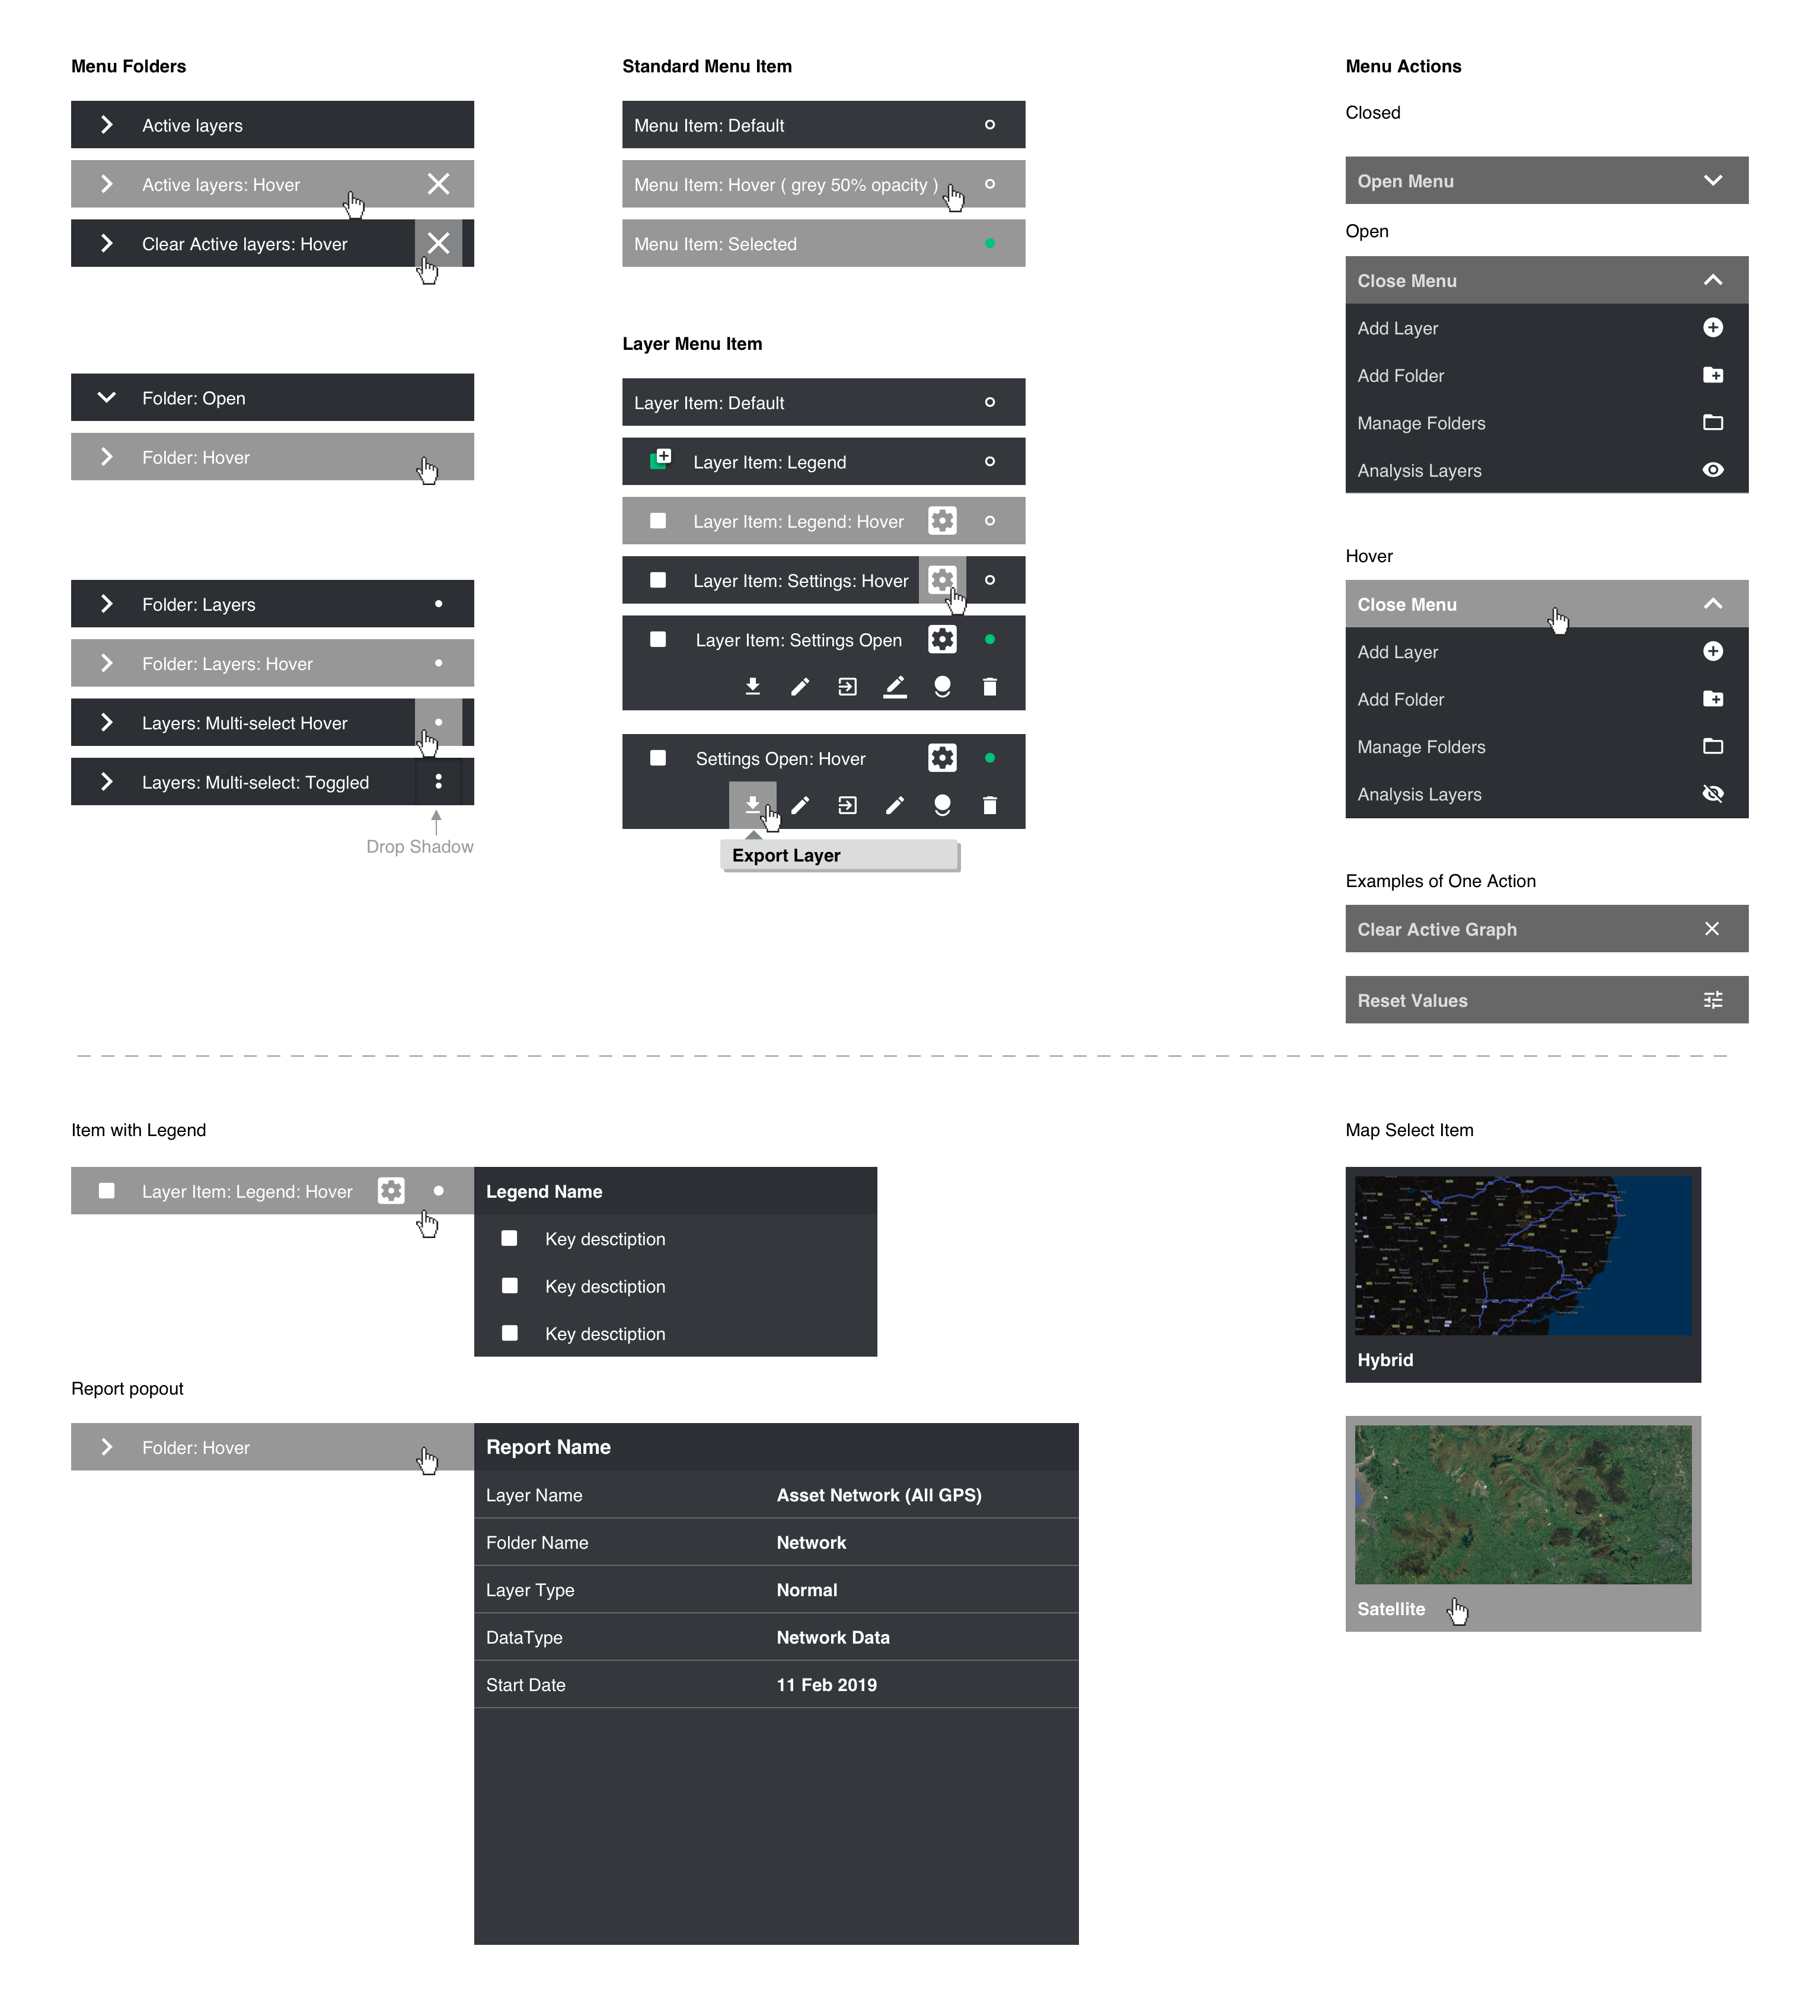 Menu Folders
Active layers
Active layers: Hover
Clear Active layers: Hover
Folder: Open
Folder: Hover
Folder: Layers
Folder: Layers: Hover
Layers: Multi-select Hover
Layers: Multi-select: Toggled
Drop Shadow
Standard Menu Item
Menu Item: Default
Menu Item: Hover ( grey 50% opacity )
Menu Item: Selected
Layer Menu Item
Layer Item: Default
Layer Item: Legend
Layer Item: Legend: Hover
Layer Item: Settings: Hover
Layer Item: Settings Open
Settings Open: Hover
Export Layer
Menu Actions
Closed
Open Menu
Open
Close Menu
Add Layer
Add Folder
Manage Folders
Analysis Layers
Hover
Close Menu
Add Layer
Add Folder
Manage Folders
Analysis Layers
Examples of One Action
Clear Active Graph
Reset Values
Item with Legend
Layer Item: Legend: Hover
Legend Name
Key desctiption
Key desctiption
Key desctiption
Report popout
Folder: Hover
Report Name
Layer Name Asset Network (All GPS)
Folder Name Network
Layer Type Normal
DataType Network Data
Start Date 11 Feb 2019
Map Select Item
Hybrid
Satellite